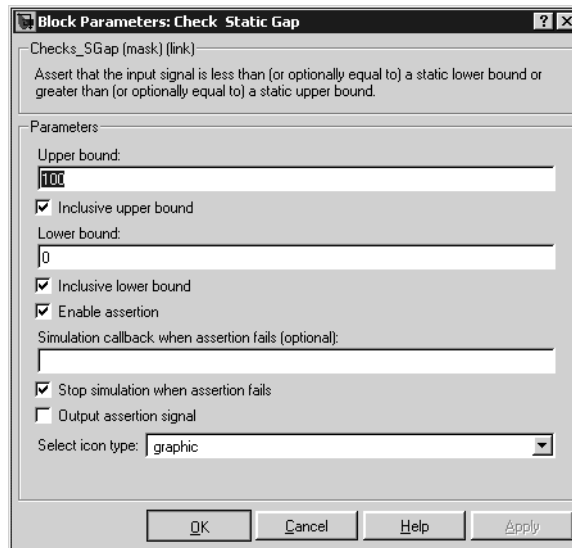 Block Parameters: Check Static Gap
Checks_SGap (mask) (link)
Assert that the input signal is less than (or optionally equal to) a static lower bound or
greater than (or optionally equal to) a static upper bound.
Parameters
Upper bound:
100
Inclusive upper bound
Lower bound:
0
Inclusive lower bound
Enable assertion
Simulation callback when assertion fails (optional):
Stop simulation when assertion fails
Output assertion signal
Select icon type: graphic
OK Cancel Help Apply